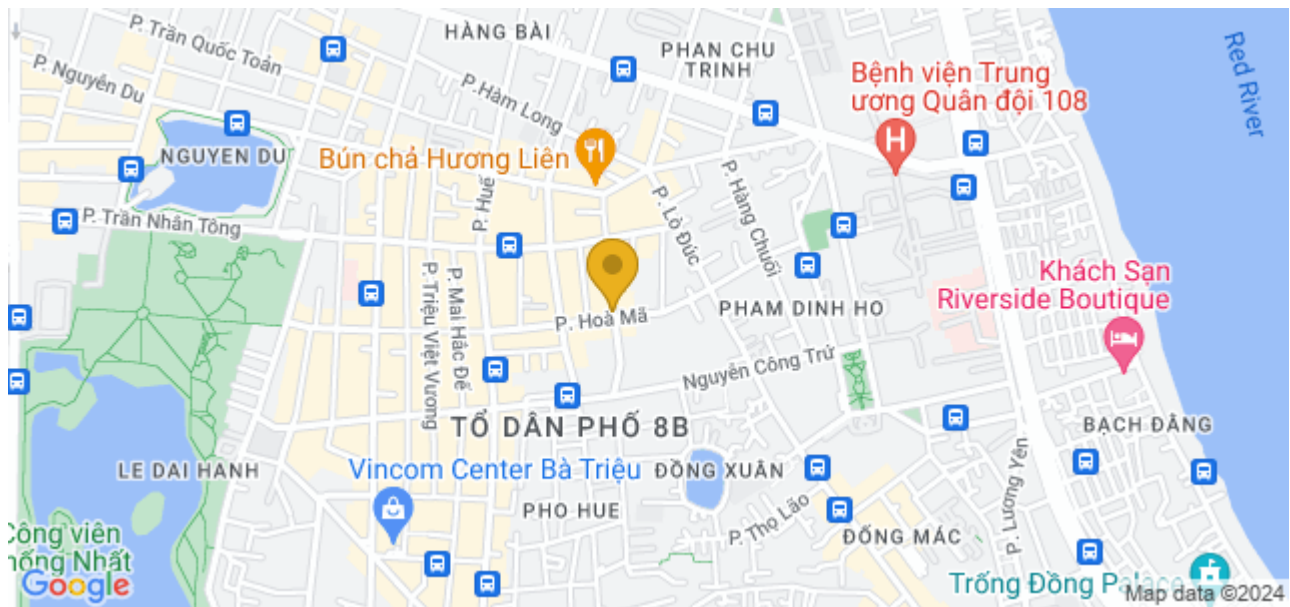 HÀNG BÀI
P. Trần Quốc Toản
PHAN CHU
TRINH
Red River
P. Nguyễn Du
Bệnh viện Trung
ương Quân đội 108
H
P.Hàm Long
NGUYEN DU
Bún chả Hương Liên
P. Huế
P. Lò Đúc
P. Hàng Chuối
P. Trần Nhân Tông
Khách Sạn
Riverside Boutique
P. Triệu Việt Vương
P. Mai Hắc Đế
P. Hoà Mã
PHAM DINH HO
Nguyễn Công Trứ
TỔ DÂN PHỐ 8B
BẠCH ĐẰNG
LE DAI HANH
Vincom Center Bà Triệu
ĐỒNG XUÂN
P. Lương Yên
PHO HUE
P. Thọ Lão
ĐỐNG MÁC
Công viên
hống Nhất
Google
Trống Đồng Palace
Map data ©2024